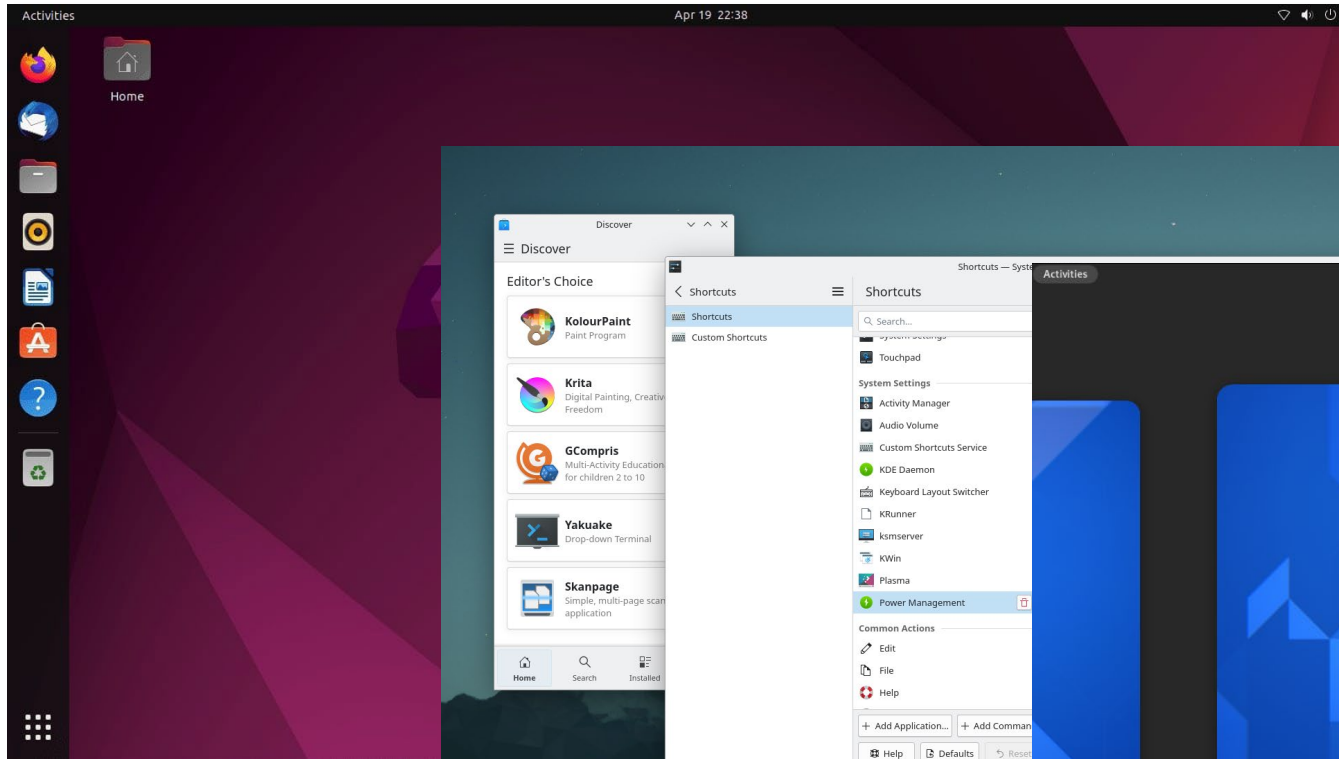 Activities
Apr 19 22:38
Home
Discover
Discover
Editor's Choice
KolourPaint
Paint Program
Krita
Digital Painting, Creativ
Freedom
GCompris
Multi-Activity Education
for children 2 to 10
Yakuake
Drop-down Terminal
Skanpage
Simple, multi-page scan
application
Home
Search
Installed
Shortcuts — Syste
Shortcuts
Shortcuts
Custom Shortcuts
Shortcuts
Search...
System Settings
Touchpad
System Settings
Activity Manager
Audio Volume
Custom Shortcuts Service
KDE Daemon
Keyboard Layout Switcher
KRunner
ksmserver
KWin
Plasma
Power Management
Common Actions
Edit
File
Help
+ Add Application...
+ Add Comman
Help
Defaults
Reset
Activities